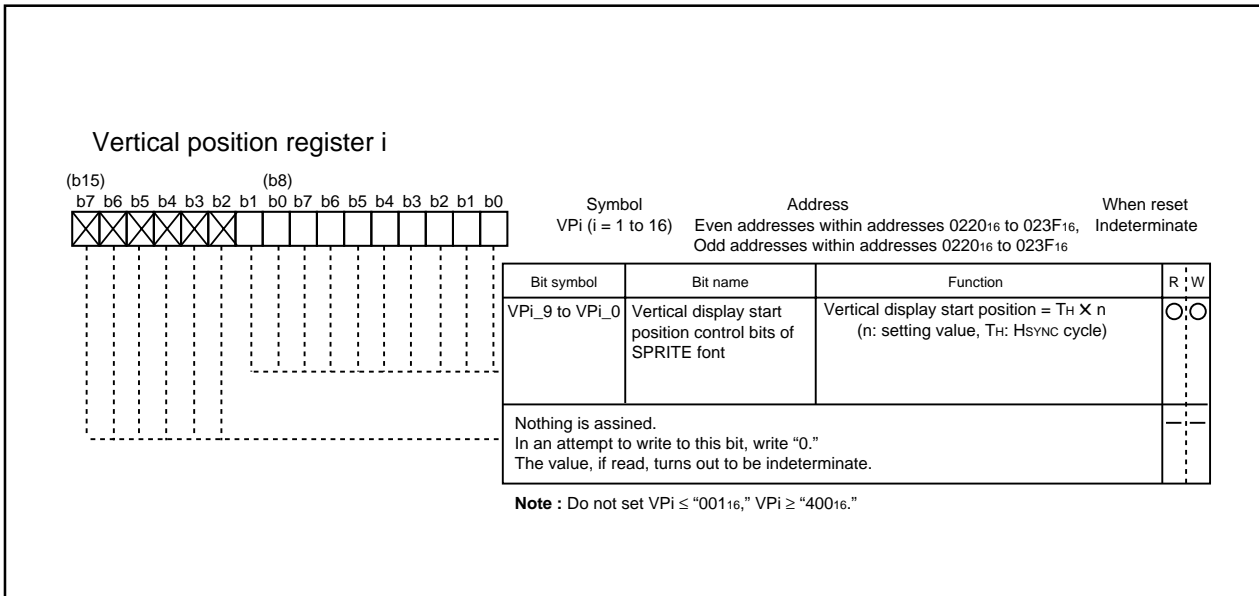 Vertical position register i
(b15) (b8)
b7 b6 b5 b4 b3 b2 b1 b0 b7 b6 b5 b4 b3 b2 b1 b0
Symbol Address When reset
VPi (i = 1 to 16) Even addresses within addresses 022016 to 023F16, Indeterminate
Odd addresses within addresses 022016 to 023F16
Bit symbol Bit name Function R W
VPi_9 to VPi_0 Vertical display start Vertical display start position = TH X n
position control bits of (n: setting value, TH: HSYNC cycle)
SPRITE font
Nothing is assined.
In an attempt to write to this bit, write “0.”
The value, if read, turns out to be indeterminate.
Note : Do not set VPi ≤ “00116,” VPi ≥ “40016.”